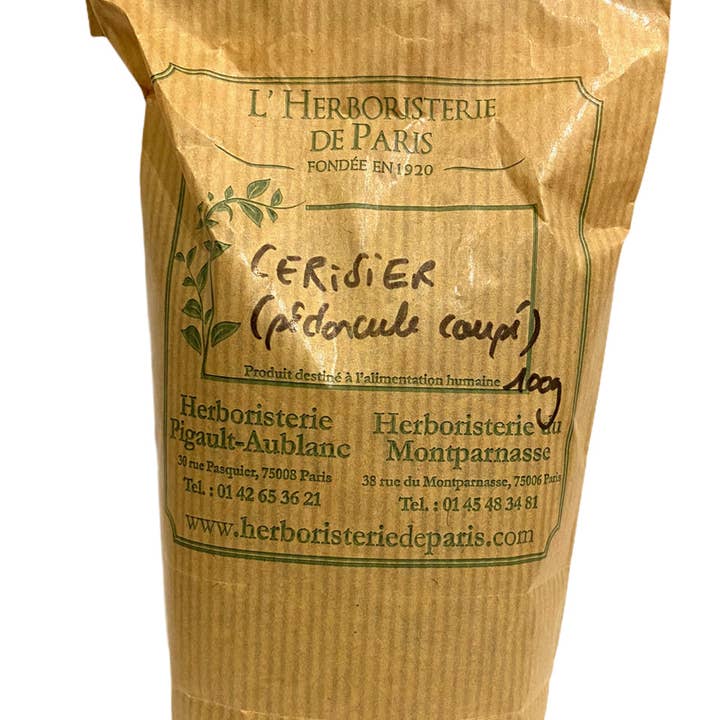 L' HERBORISTERIE
DE PARIS
FONDÉE EN 1920
CERISIER
(pédoncule coupé)
Produit destiné à l'alimentation humaine 100g
Herboristerie
Pigault-Aublanc
30 rue Pasquier, 75008 Paris
Tel. : 01 42 65 36 21
Herboristerie du
Montparnasse
38 rue du Montparnasse, 75006 Paris
Tel. : 01 45 48 34 81
www.herboristeriedeparis.com